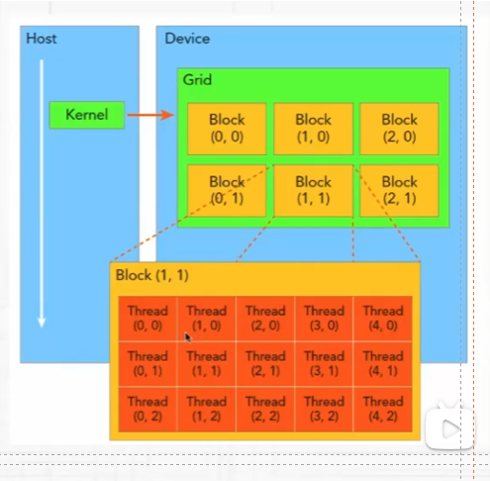 Host
Device
Grid
Kernel
Block
(0, 0)
Block
(1, 0)
Block
(2, 0)
Block
(0, 1)
Block
(1, 1)
Block
(2, 1)
Block (1, 1)
Thread
(0, 0)
Thread
(1, 0)
Thread
(2, 0)
Thread
(3, 0)
Thread
(4, 0)
Thread
(0, 1)
Thread
(1, 1)
Thread
(2, 1)
Thread
(3, 1)
Thread
(4, 1)
Thread
(0, 2)
Thread
(1, 2)
Thread
(2, 2)
Thread
(3, 2)
Thread
(4, 2)